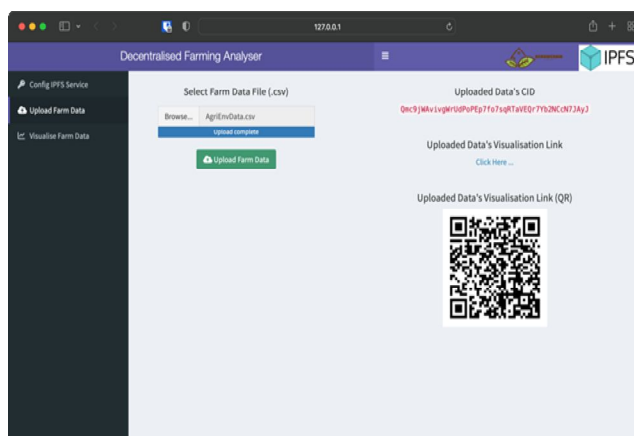 127.0.0.1
Decentralised Farming Analyser
IPFS
Config IPFS Service
Upload Farm Data
Visualise Farm Data
Select Farm Data File (.csv)
Browse...
AgriEnvData.csv
Upload complete
Upload Farm Data
Uploaded Data's CID
Qmc9jWAvivgWrUdPoPEp7fo7sqRTaVEQr7Yb2NCcN7JAyJ
Uploaded Data's Visualisation Link
Click Here ...
Uploaded Data's Visualisation Link (QR)